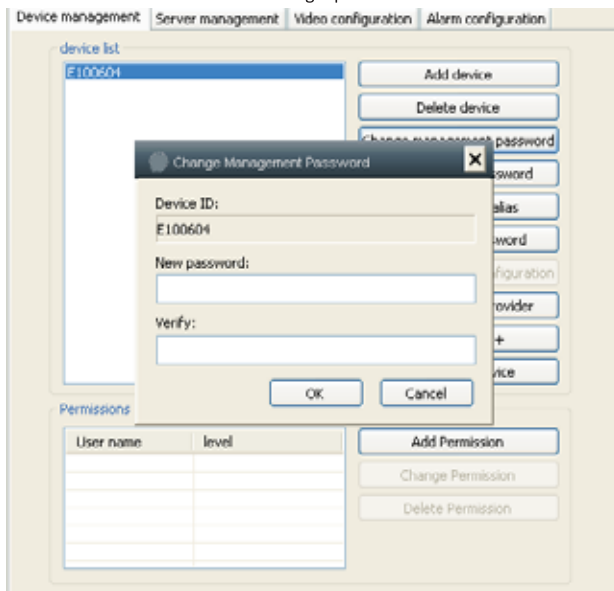 Device management Server management Video configuration Alarm configuration
device list
E100604
Add device
Delete device
Change management password
Change Management Password
Device ID:
E100604
New password:
Verify:
OK Cancel
sword
alias
word
figuration
rovider
+
vice
Permissions
User name level
Add Permission
Change Permission
Delete Permission